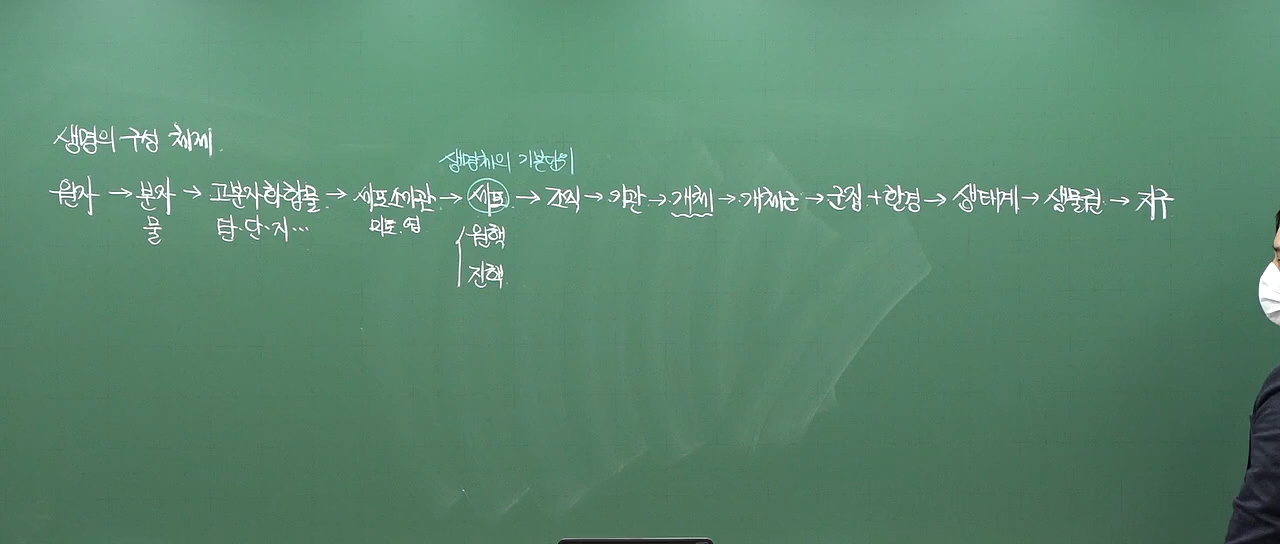 생명의 구성 체제.
생명체의 기본단위
원자 → 분자 → 고분자화합물 → 세포소기관 → 세포 → 조직 → 기관 → 개체 → 개체군 → 군집 + 환경 → 생태계 → 생물권 → 지구
물 탄·단·지··· 미토·엽 원핵
진핵